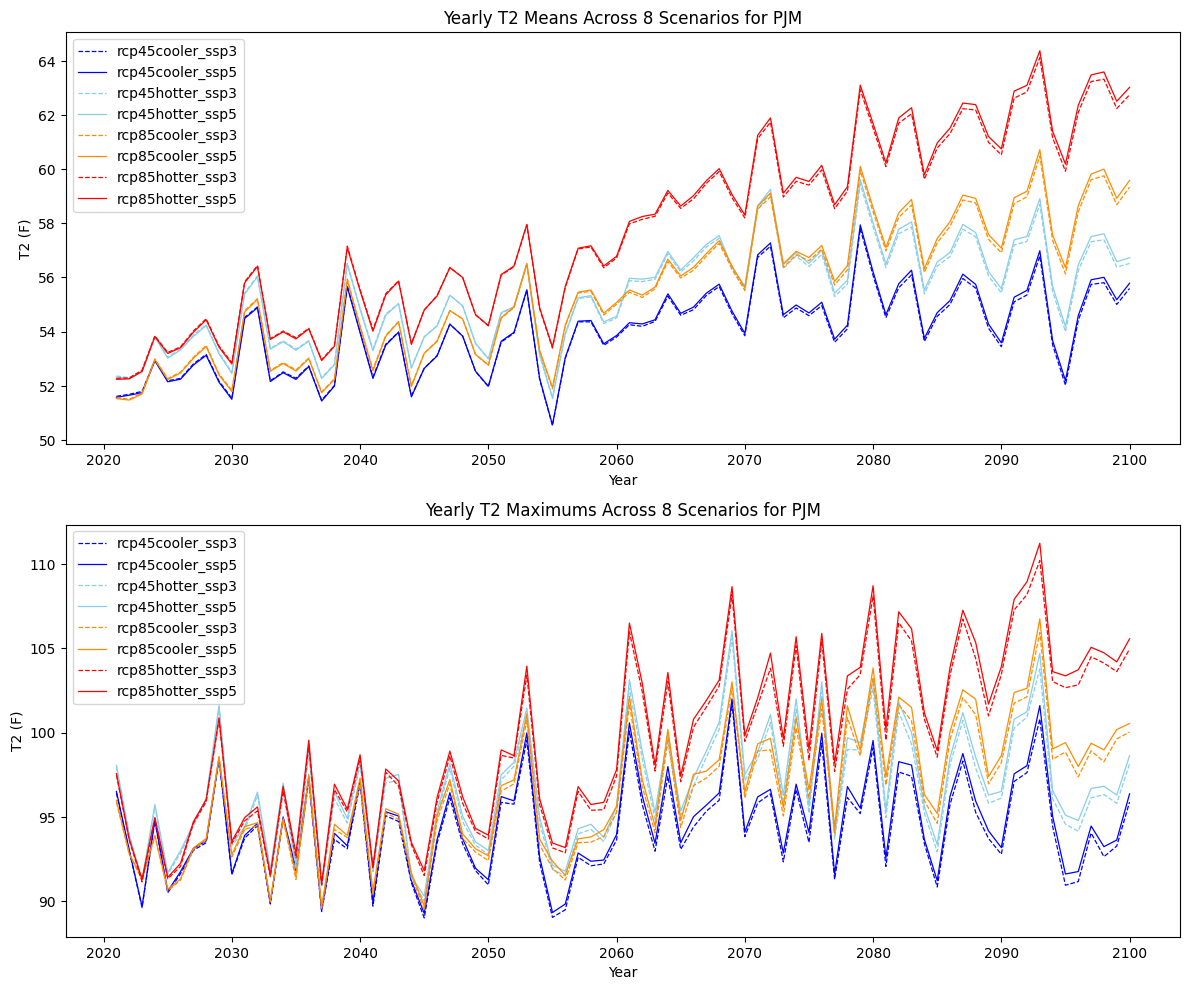 Yearly T2 Means Across 8 Scenarios for PJM
rcp45cooler_ssp3
rcp45cooler_ssp5
rcp45hotter_ssp3
rcp45hotter_ssp5
rcp85cooler_ssp3
rcp85cooler_ssp5
rcp85hotter_ssp3
rcp85hotter_ssp5
T2 (F)
64
62
60
58
56
54
52
50
2020 2030 2040 2050 2060 2070 2080 2090 2100
Year
Yearly T2 Maximums Across 8 Scenarios for PJM
rcp45cooler_ssp3
rcp45cooler_ssp5
rcp45hotter_ssp3
rcp45hotter_ssp5
rcp85cooler_ssp3
rcp85cooler_ssp5
rcp85hotter_ssp3
rcp85hotter_ssp5
T2 (F)
110
105
100
95
90
2020 2030 2040 2050 2060 2070 2080 2090 2100
Year